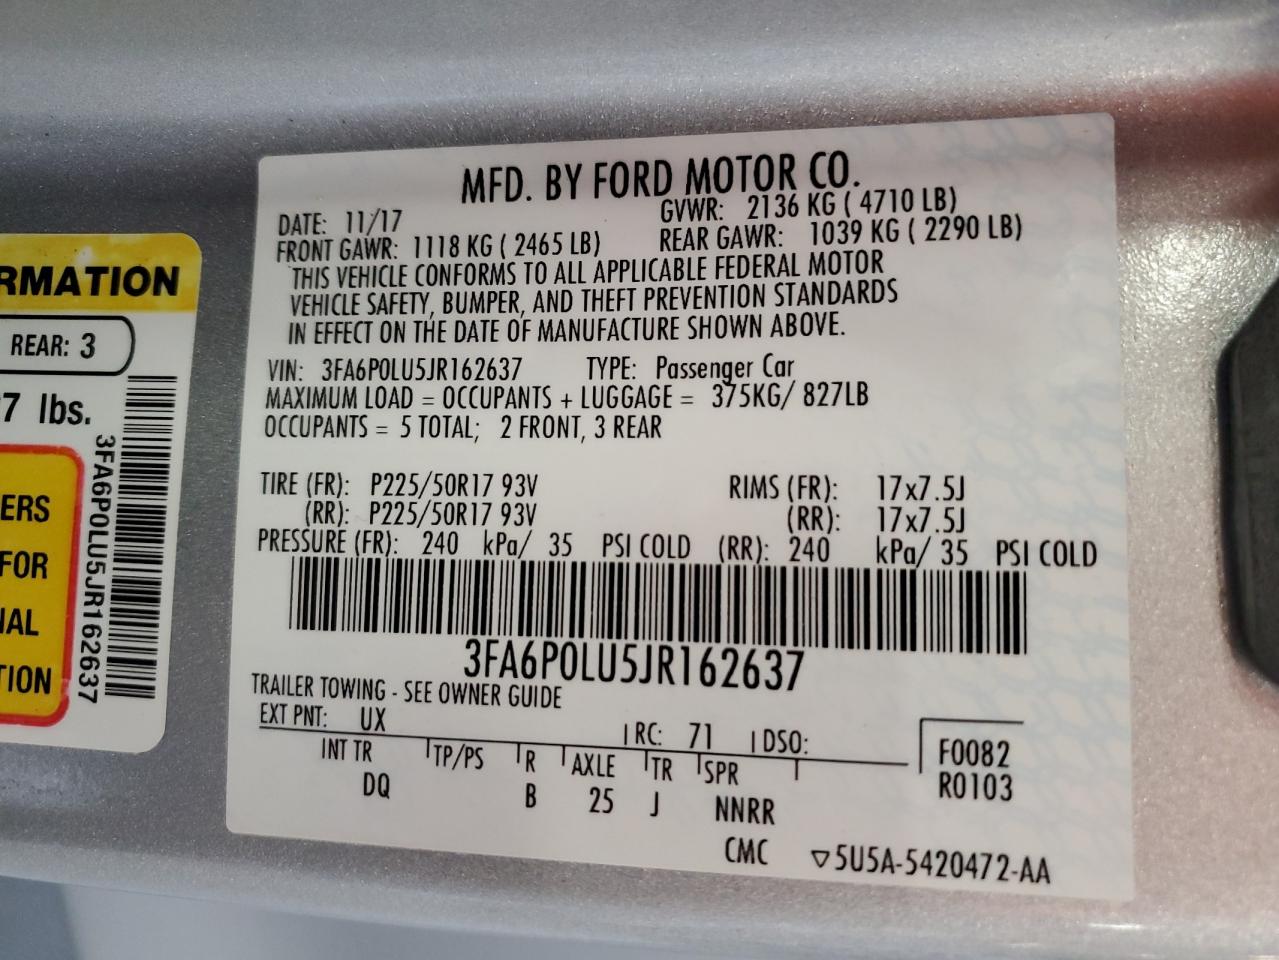 MFD. BY FORD MOTOR CO.
DATE: 11/17 GVWR: 2136 KG ( 4710 LB)
FRONT GAWR: 1118 KG ( 2465 LB) REAR GAWR: 1039 KG ( 2290 LB)
THIS VEHICLE CONFORMS TO ALL APPLICABLE FEDERAL MOTOR
VEHICLE SAFETY, BUMPER, AND THEFT PREVENTION STANDARDS
IN EFFECT ON THE DATE OF MANUFACTURE SHOWN ABOVE.
VIN: 3FA6P0LU5JR162637 TYPE: Passenger Car
MAXIMUM LOAD = OCCUPANTS + LUGGAGE = 375KG/ 827LB
OCCUPANTS = 5 TOTAL; 2 FRONT, 3 REAR
TIRE (FR): P225/50R17 93V RIMS (FR): 17x7.5J
(RR): P225/50R17 93V (RR): 17x7.5J
PRESSURE (FR): 240 kPa/ 35 PSI COLD (RR): 240 kPa/ 35 PSI COLD
3FA6P0LU5JR162637
TRAILER TOWING - SEE OWNER GUIDE
EXT PNT: UX RC: 71 DSO:
INT TR TP/PS R AXLE TR SPR
DQ B 25 J NNRR
F0082
R0103
CMC ▽5U5A-5420472-AA
RMATION
REAR: 3
7 lbs.
ERS
FOR
NAL
TION
3FA6P0LU5JR162637